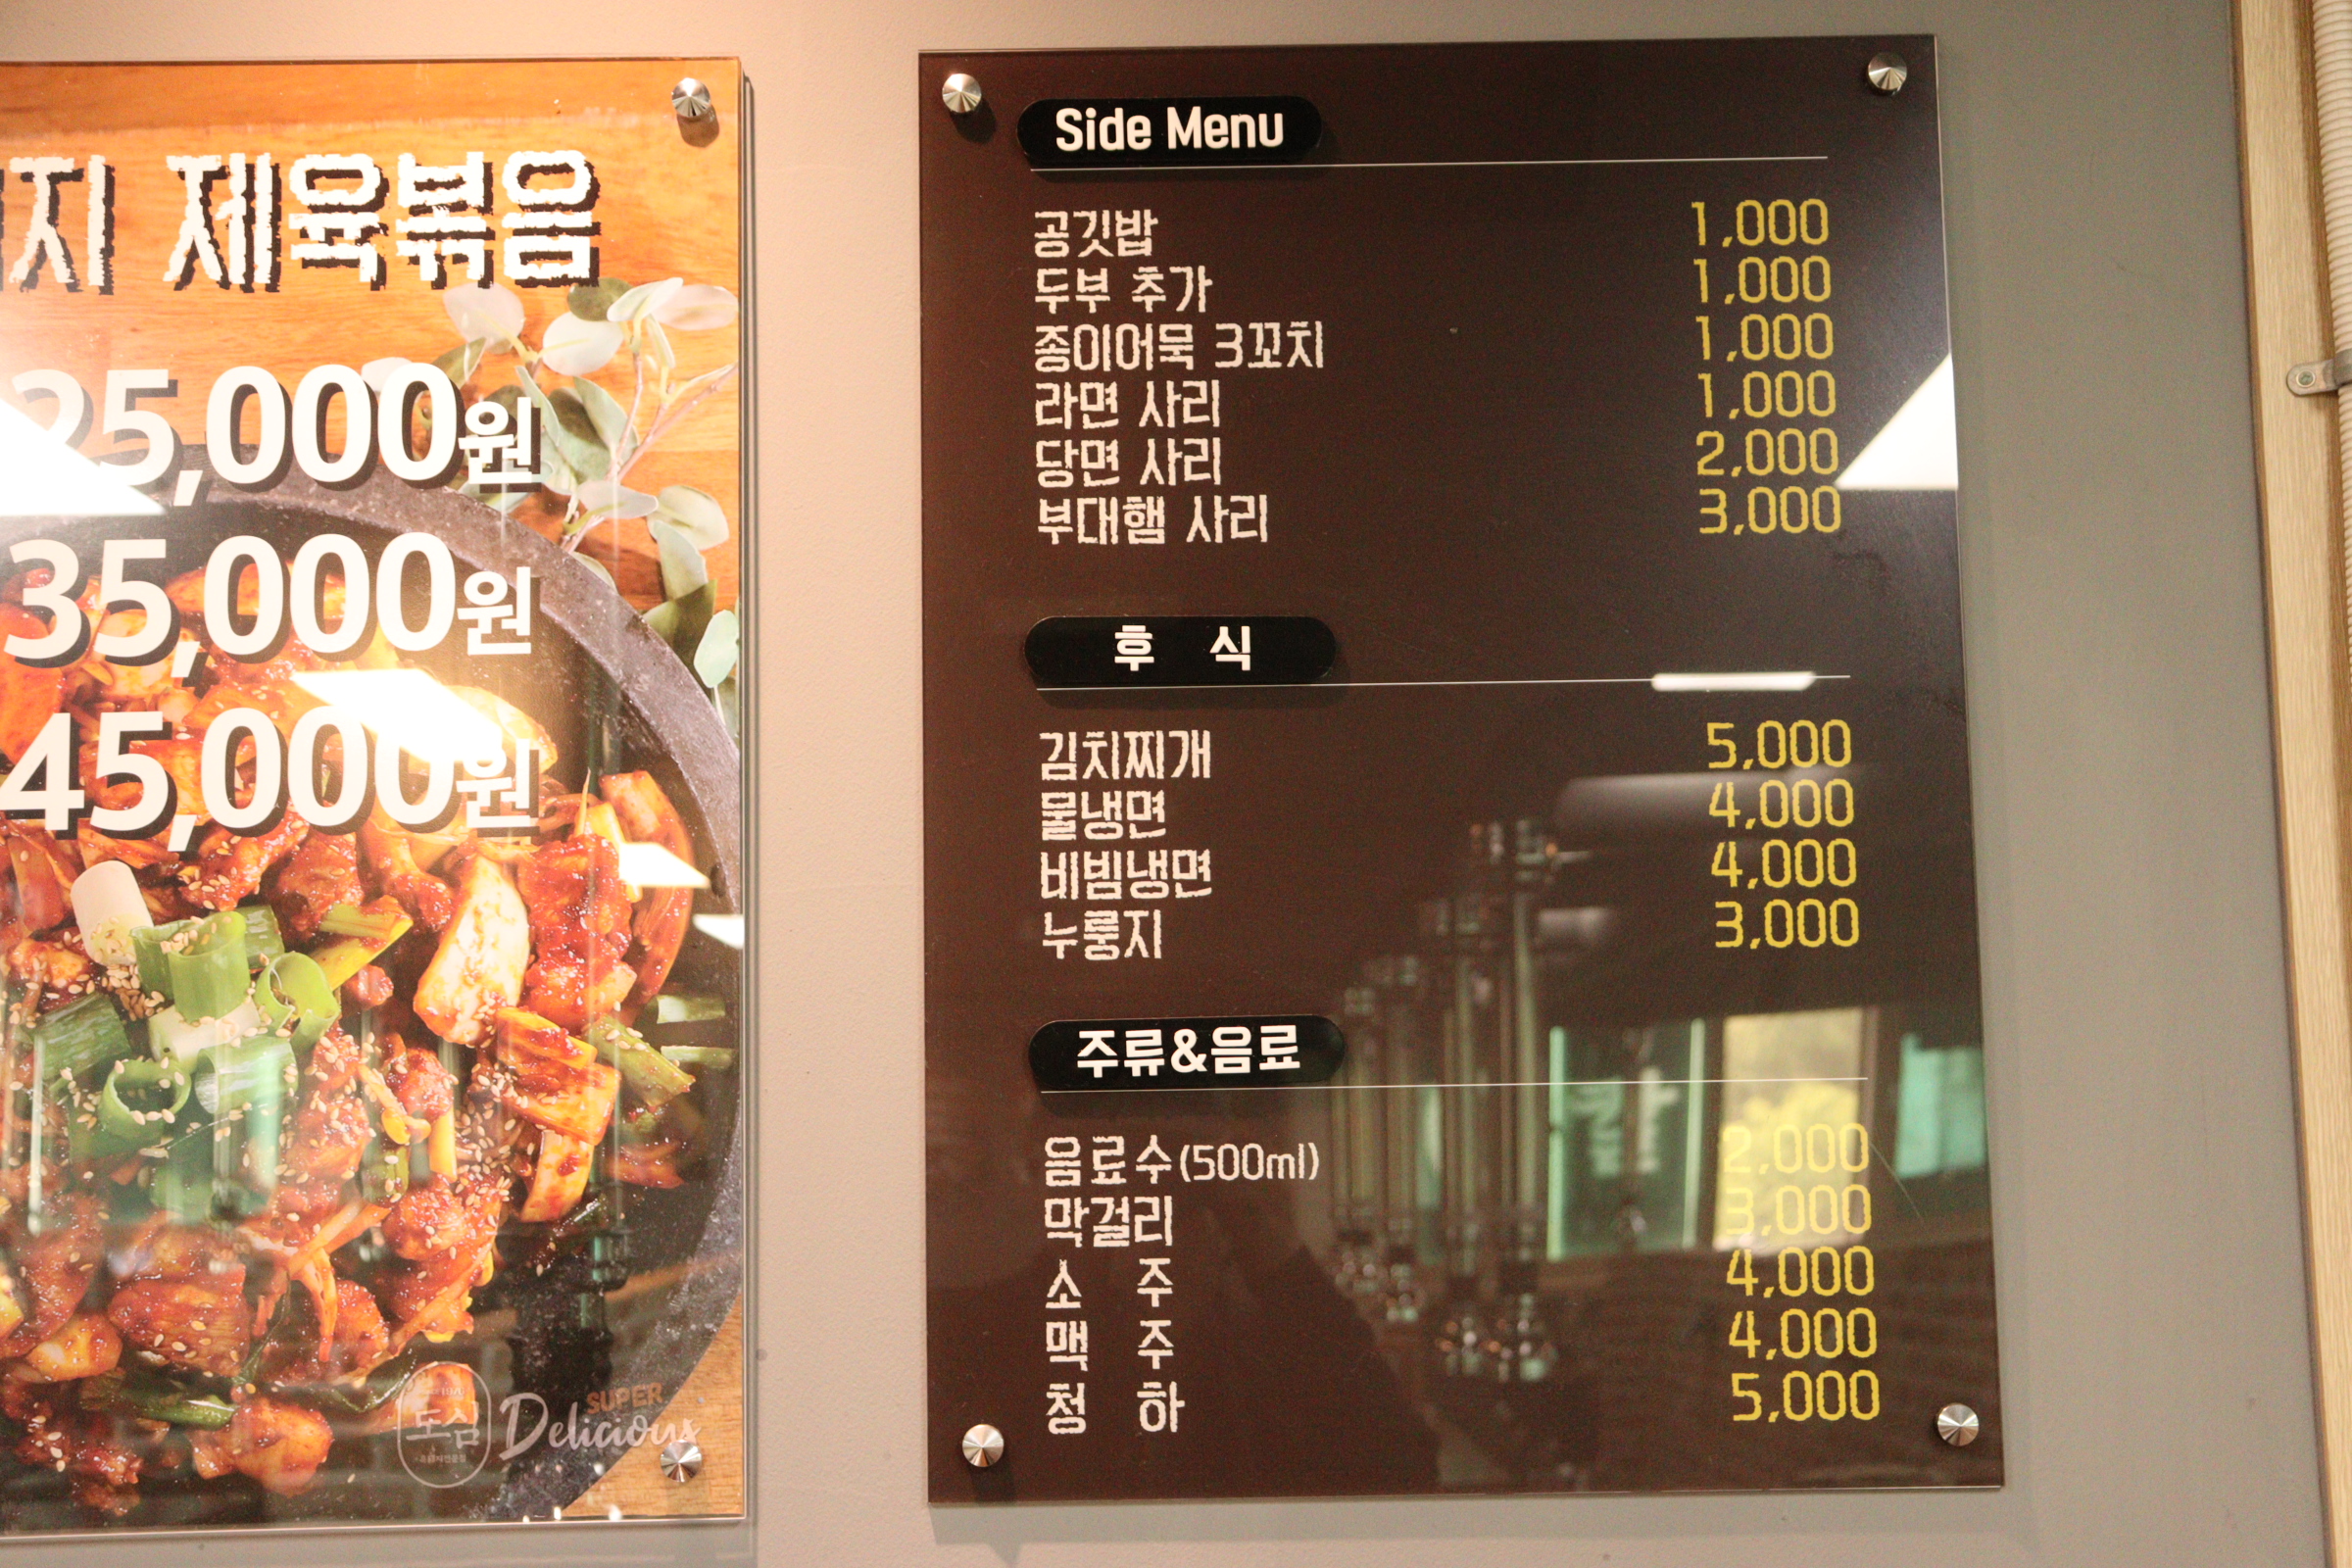 지 제육볶음
25,000원
35,000원
45,000원
도심
SUPER
Delicious
Side Menu
공깃밥 1,000
두부 추가 1,000
종이어묵 3꼬치 1,000
라면 사리 1,000
당면 사리 2,000
부대햄 사리 3,000
후 식
김치찌개 5,000
물냉면 4,000
비빔냉면 4,000
누룽지 3,000
주류&음료
음료수(500ml) 2,000
막걸리 3,000
소 주 4,000
맥 주 4,000
청 하 5,000